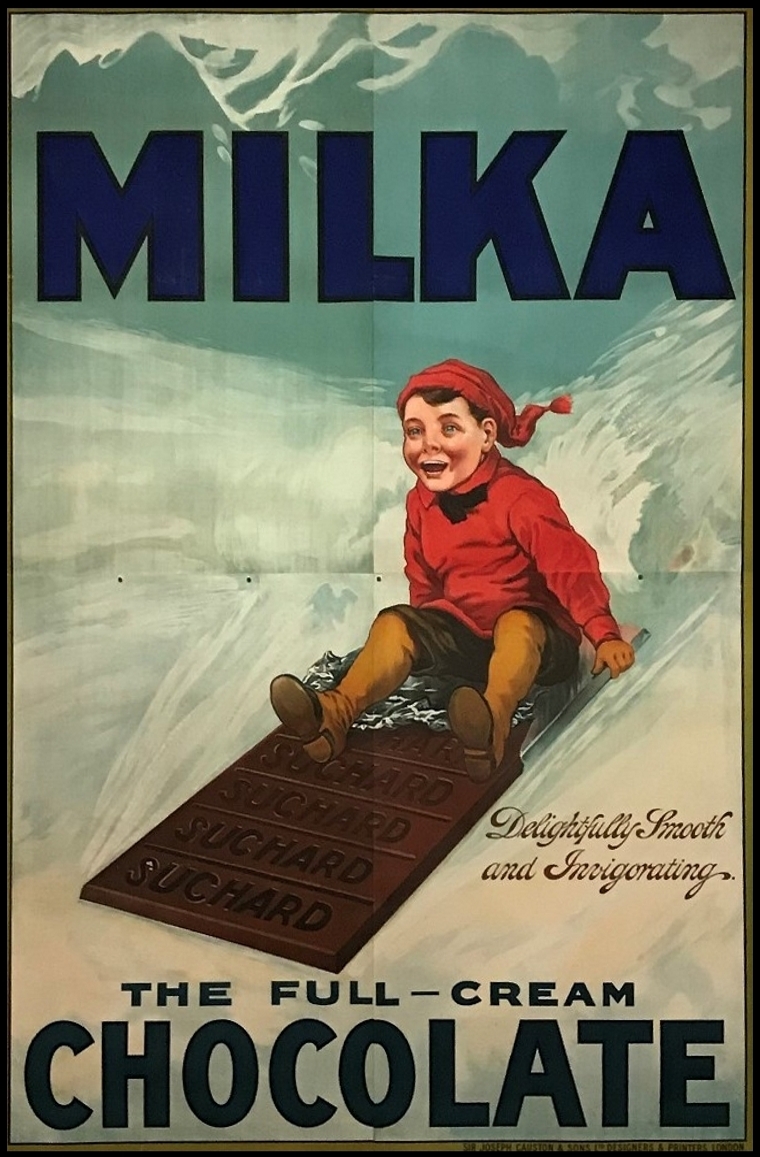 MILKA
HAR
SUCHARD
SUCHARD
SUCHARD
SUCHARD
Delightfully Smooth
and Invigorating.
THE FULL-CREAM
CHOCOLATE
SIR JOSEPH CAUSTON & SONS LTD DESIGNERS & PRINTERS, LONDON